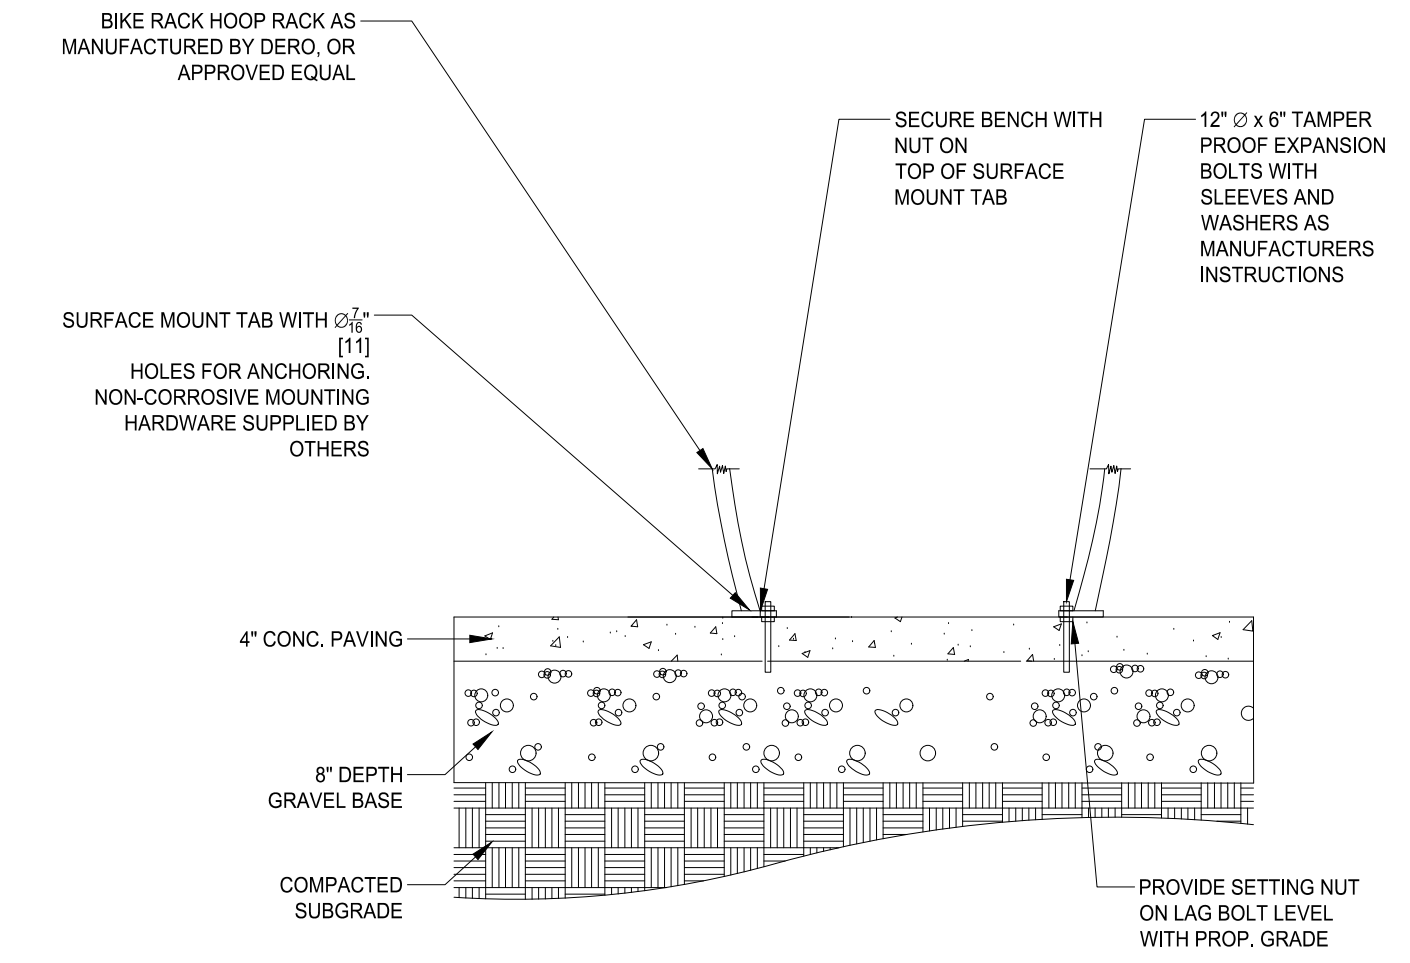 BIKE RACK HOOP RACK AS
MANUFACTURED BY DERO, OR
APPROVED EQUAL
SECURE BENCH WITH
NUT ON
TOP OF SURFACE
MOUNT TAB
12" Ø x 6" TAMPER
PROOF EXPANSION
BOLTS WITH
SLEEVES AND
WASHERS AS
MANUFACTURERS
INSTRUCTIONS
SURFACE MOUNT TAB WITH Ø7/16"
[11]
HOLES FOR ANCHORING.
NON-CORROSIVE MOUNTING
HARDWARE SUPPLIED BY
OTHERS
4" CONC. PAVING
8" DEPTH
GRAVEL BASE
COMPACTED
SUBGRADE
PROVIDE SETTING NUT
ON LAG BOLT LEVEL
WITH PROP. GRADE